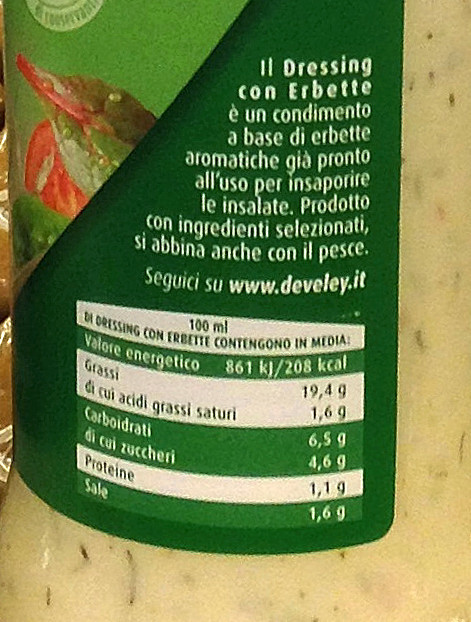 Il Dressing
con Erbette
è un condimento
a base di erbette
aromatiche già pronto
all'uso per insaporire
le insalate. Prodotto
con ingredienti selezionati,
si abbina anche con il pesce.
Seguici su www.develey.it
100 ml
DI DRESSING CON ERBETTE CONTENGONO IN MEDIA:
Valore energetico 861 kJ/208 kcal
Grassi 19,4 g
di cui acidi grassi saturi 1,6 g
Carboidrati 6,5 g
di cui zuccheri 4,6 g
Proteine 1,1 g
Sale 1,6 g